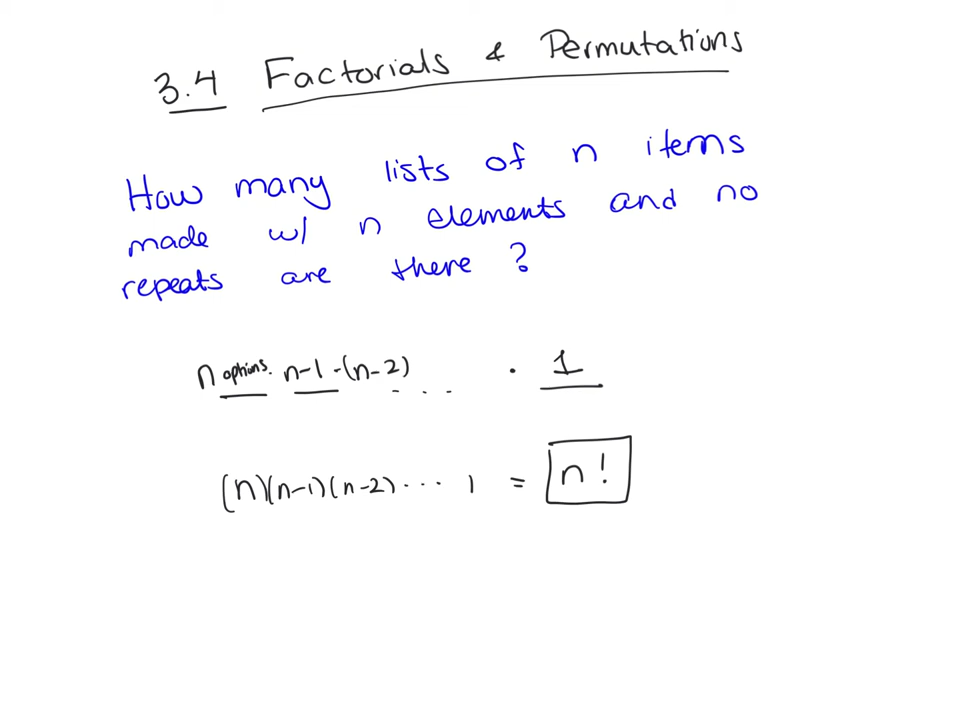 3.4 Factorials & Permutations
How many lists of n items
made w/ n elements and no
repeats are there?
n options. n-1 -(n-2) ... . 1
(n)(n-1)(n-2)... 1 = n!